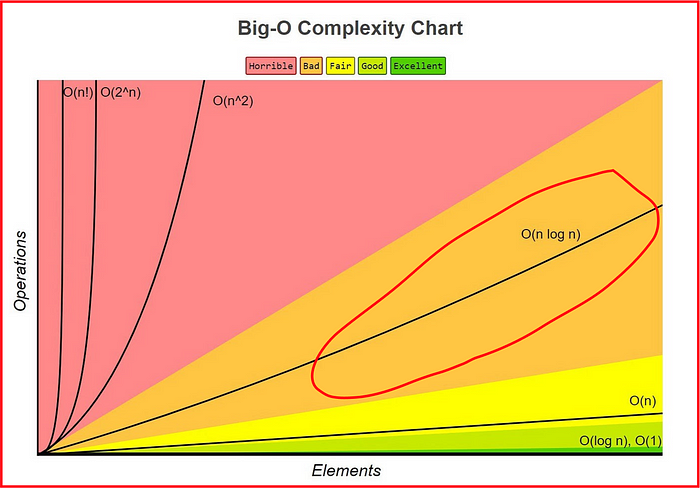 Big-O Complexity Chart
Horrible Bad Fair Good Excellent
O(n!) O(2^n) O(n^2)
O(n log n)
O(n)
O(log n), O(1)
Operations
Elements